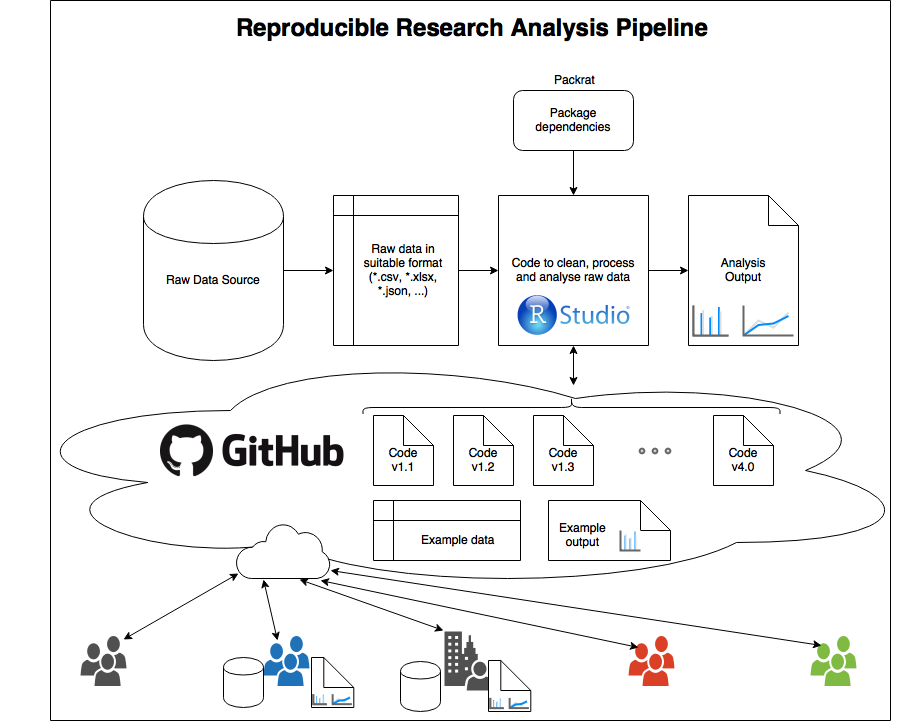 Reproducible Research Analysis Pipeline
Packrat
Package
dependencies
Raw Data Source
Raw data in
suitable format
(*.csv, *.xlsx,
*.json, ...)
Code to clean, process
and analyse raw data
R Studio
Analysis
Output
GitHub
Code
v1.1
Code
v1.2
Code
v1.3
Code
v4.0
Example data
Example
output